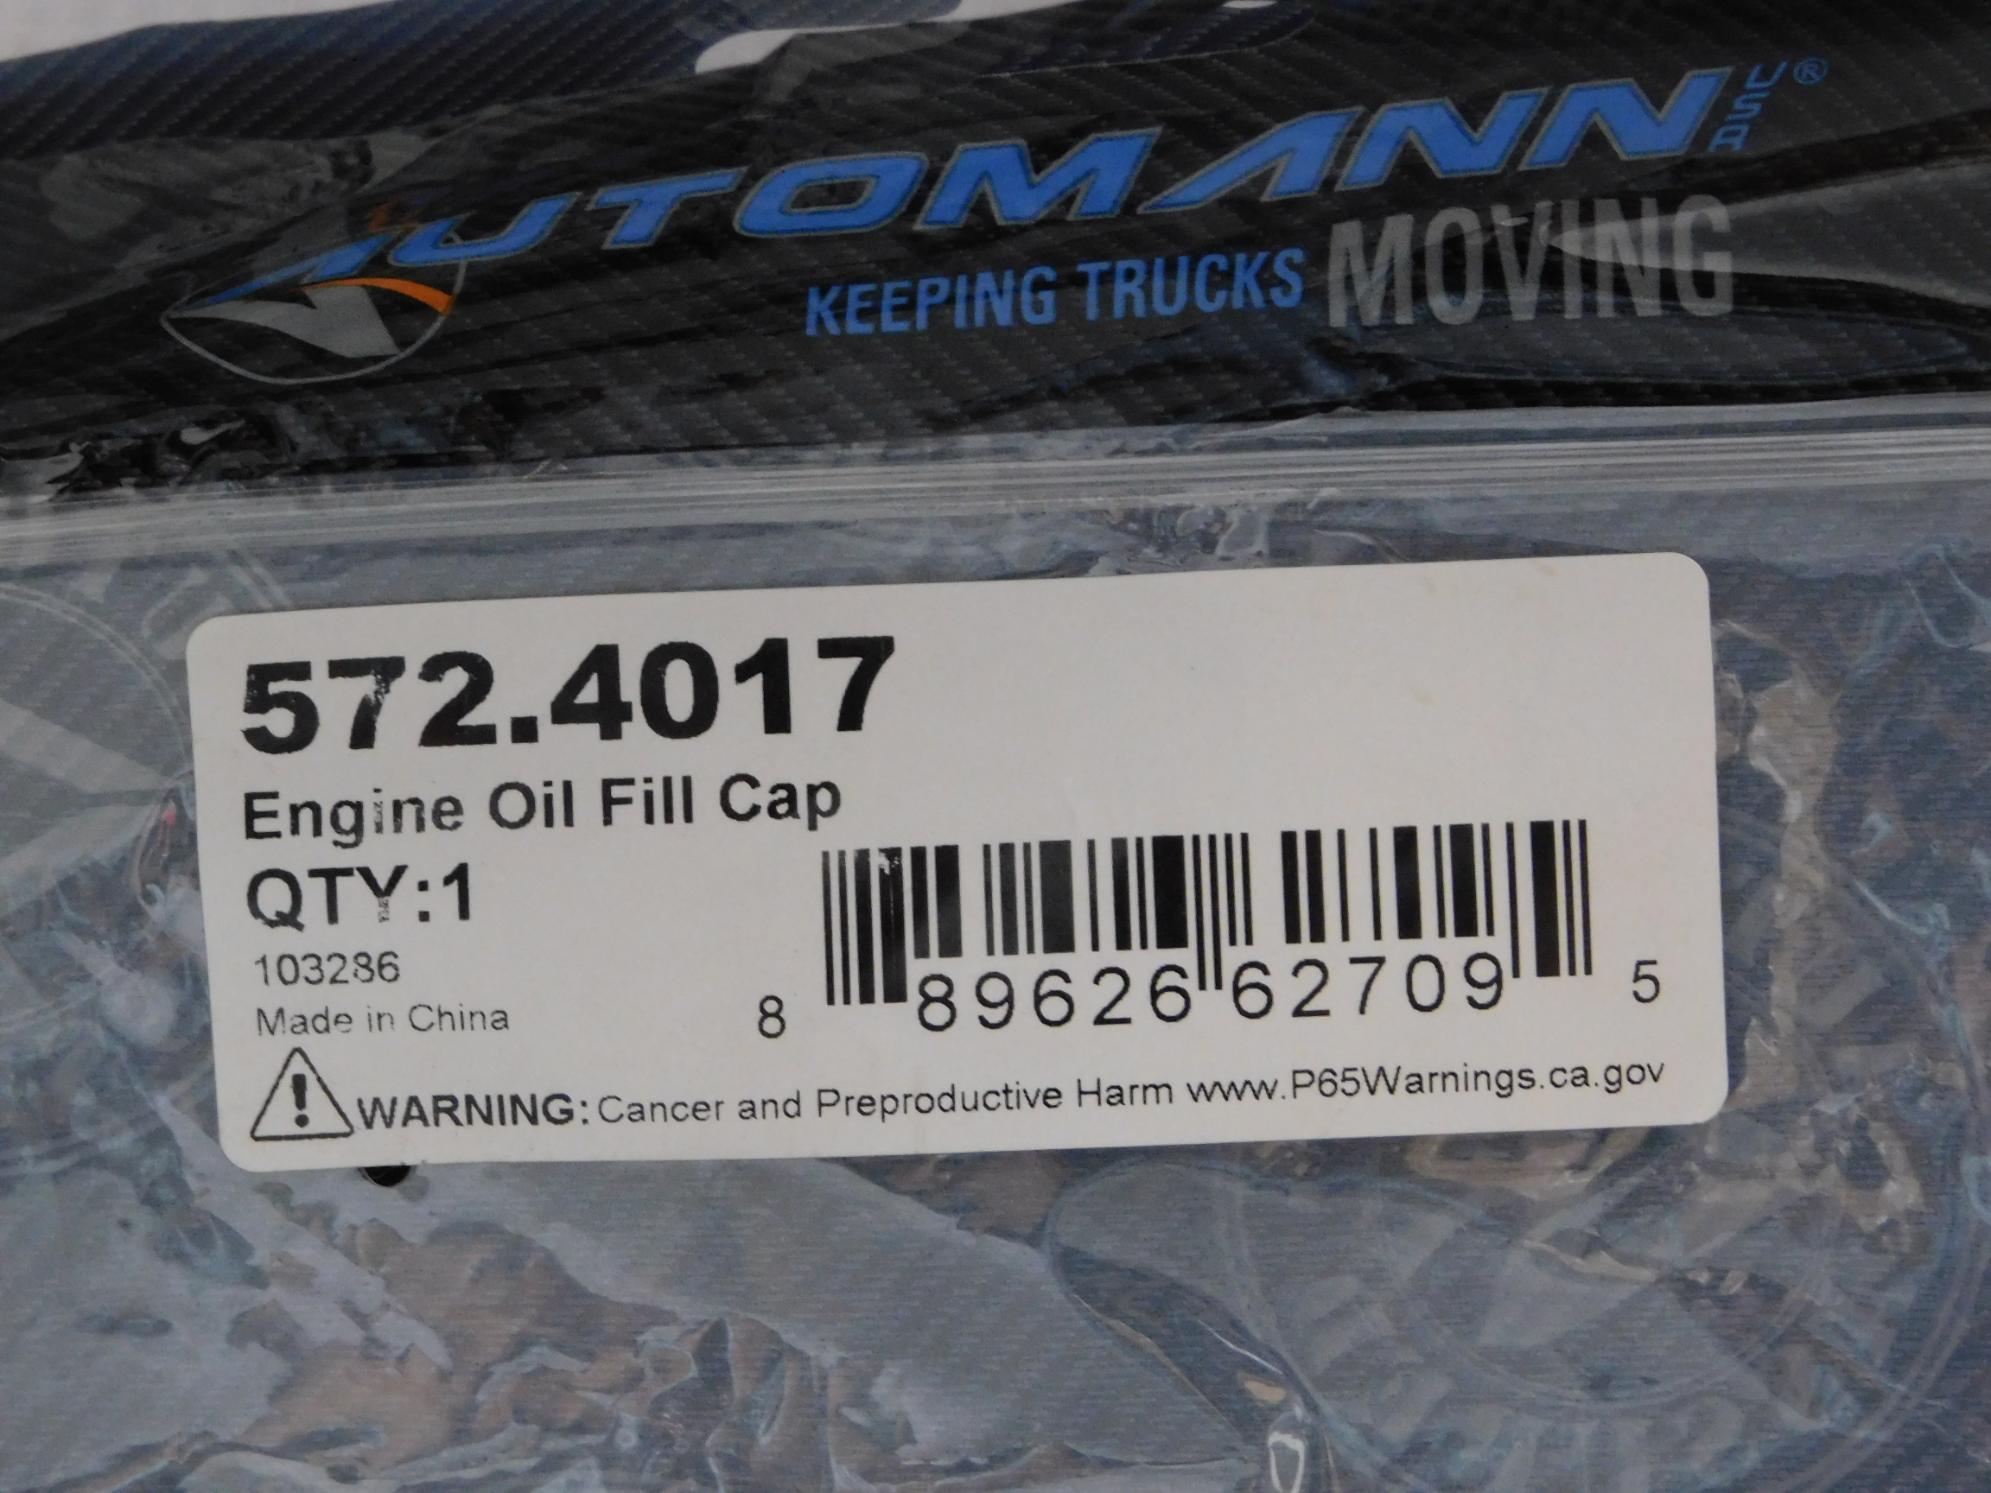 AUTOMANN USA®
KEEPING TRUCKS MOVING
572.4017
Engine Oil Fill Cap
QTY:1
103286
Made in China
8 89626 62709 5
WARNING: Cancer and Preproductive Harm www.P65Warnings.ca.gov